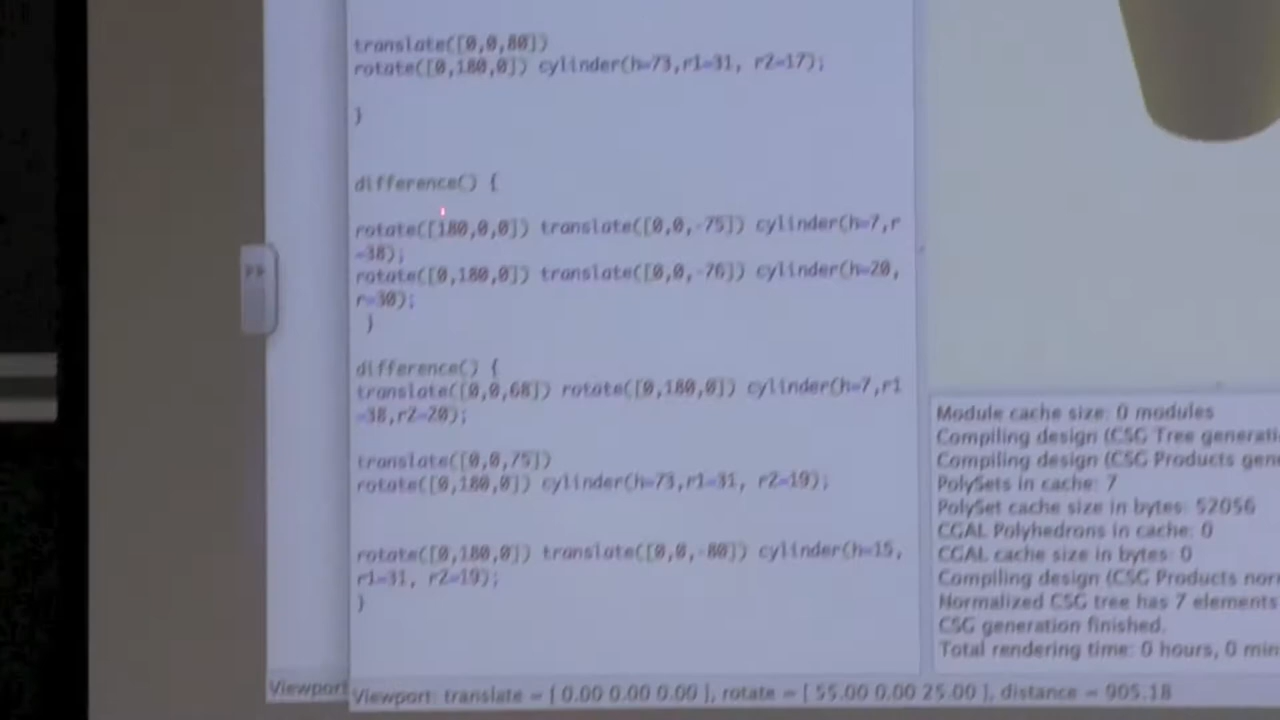 translate([0,0,80])
rotate([0,180,0]) cylinder(h=73,r1=31, r2=17);
}
difference() {
rotate([180,0,0]) translate([0,0,-75]) cylinder(h=7,r
=38);
rotate([0,180,0]) translate([0,0,-76]) cylinder(h=20,
r=30);
}
difference() {
translate([0,0,68]) rotate([0,180,0]) cylinder(h=7,r1
=38,r2=20);
translate([0,0,75])
rotate([0,180,0]) cylinder(h=73,r1=31, r2=19);
rotate([0,180,0]) translate([0,0,-80]) cylinder(h=15,
r1=31, r2=19);
}
Module cache size: 0 modules
Compiling design (CSG Tree generati
Compiling design (CSG Products gene
PolySets in cache: 7
PolySet cache size in bytes: 52056
CGAL Polyhedrons in cache: 0
CGAL cache size in bytes: 0
Compiling design (CSG Products norr
Normalized CSG tree has 7 elements
CSG generation finished.
Total rendering time: 0 hours, 0 min
Viewport
Viewport: translate = [ 0.00 0.00 0.00 ], rotate = [ 55.00 0.00 25.00 ], distance = 905.18